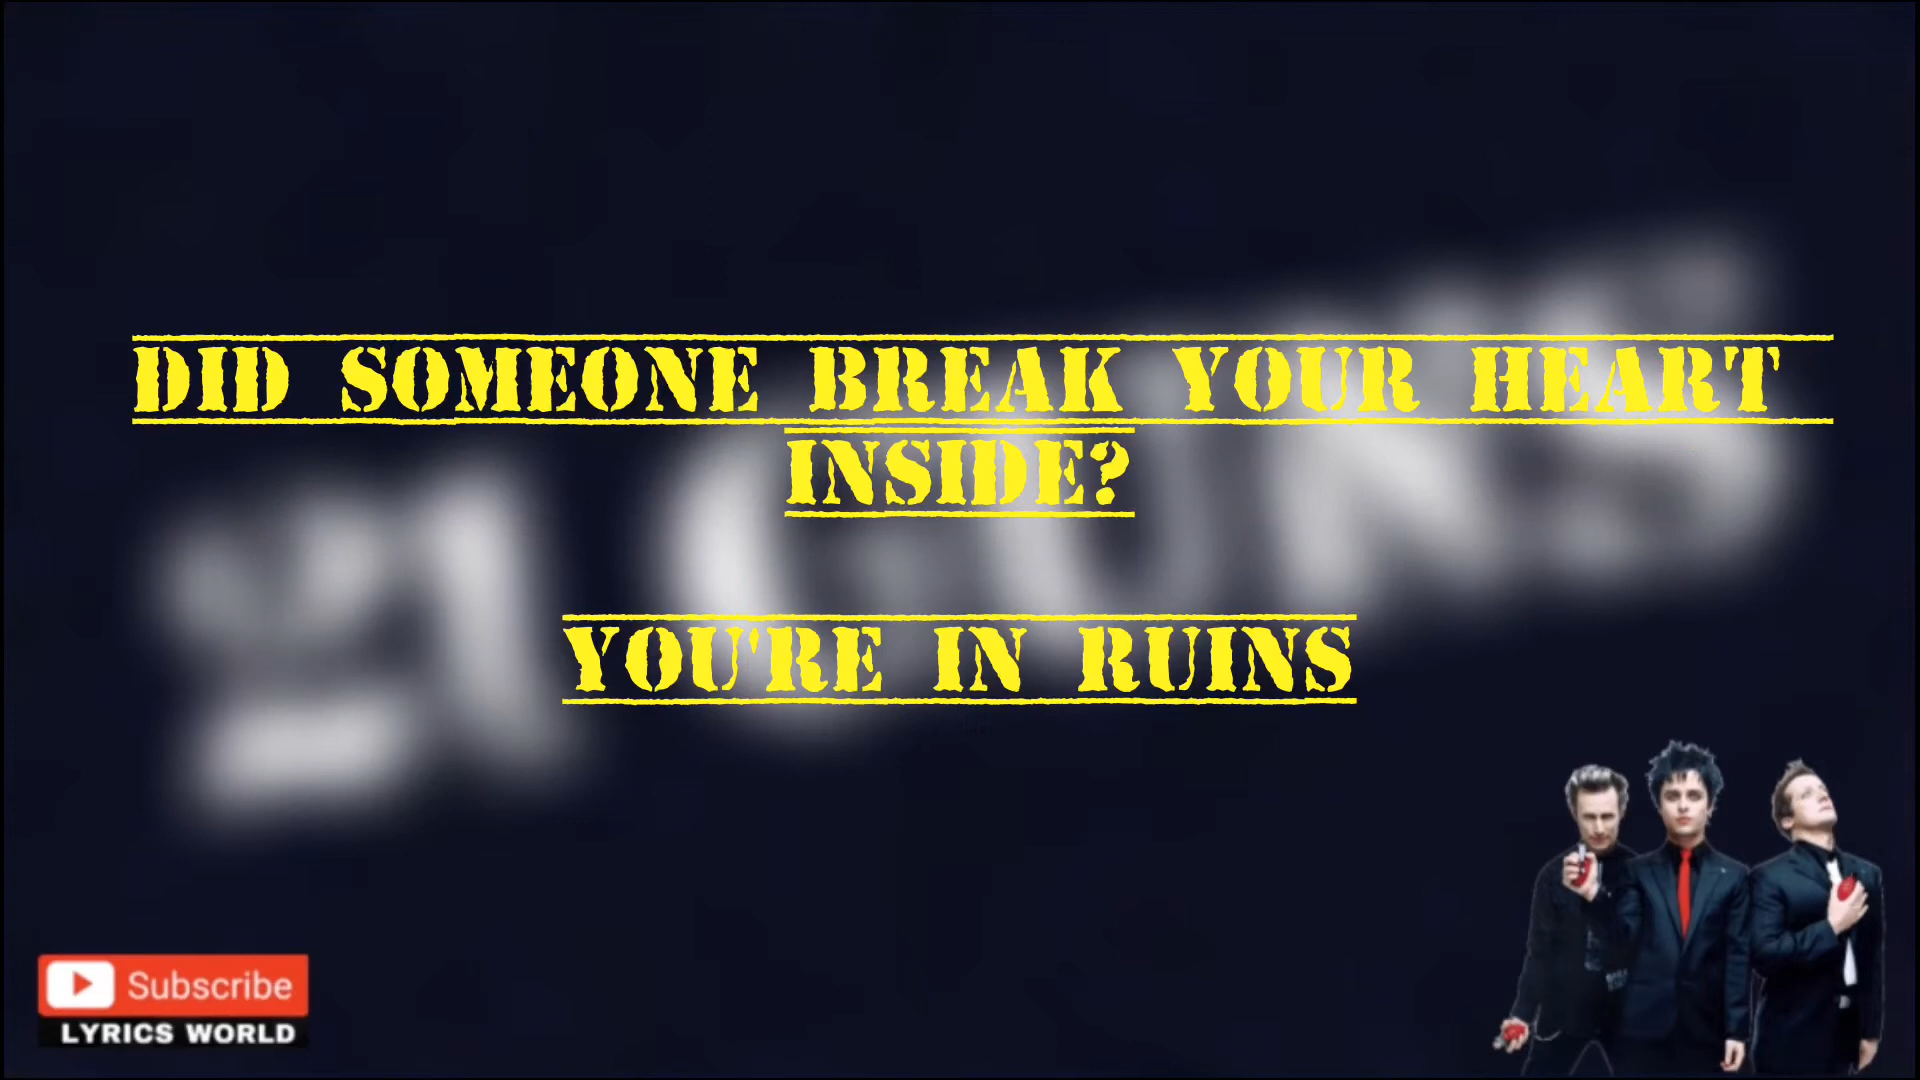 DID SOMEONE BREAK YOUR HEART
INSIDE?
YOU'RE IN RUINS
Subscribe
LYRICS WORLD